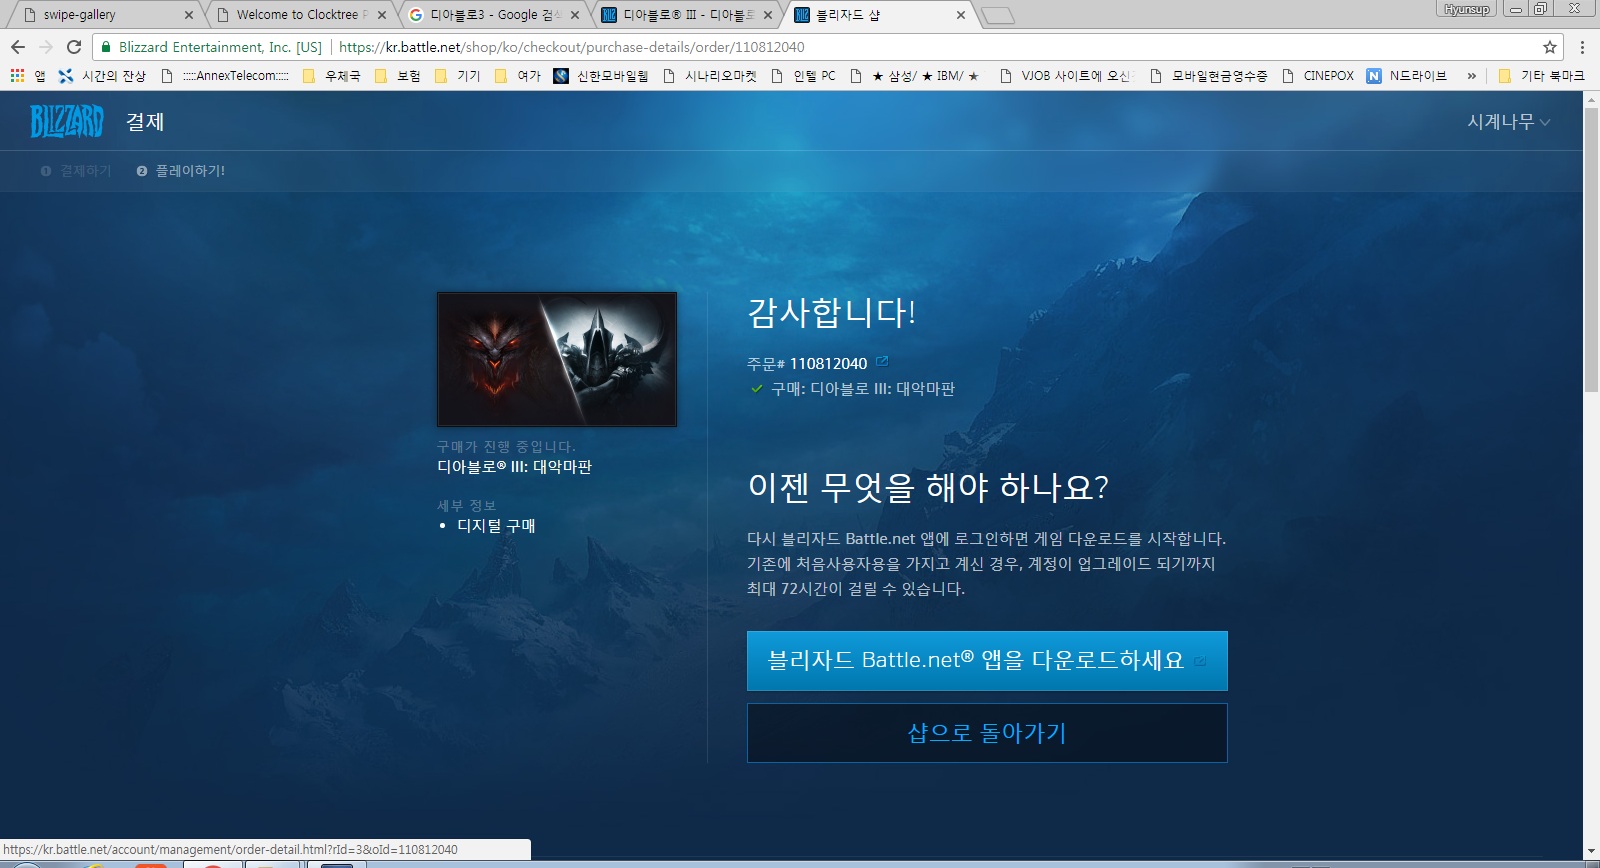 swipe-gallery
Welcome to Clocktree P
디아블로3 - Google 검색
디아블로® III - 디아블로
블리자드 샵
Hyunsup
Blizzard Entertainment, Inc. [US]
https://kr.battle.net/shop/ko/checkout/purchase-details/order/110812040
앱
시간의 잔상
:::::AnnexTelecom:::::
우체국
보험
기기
여가
신한모바일웹
시나리오마켓
인텔 PC
★ 삼성/ ★ IBM/ ★
VJOB 사이트에 오신
모바일현금영수증
CINEPOX
N드라이브
»
기타 북마크
BLIZZARD
결제
시계나무
1 결제하기
2 플레이하기!
구매가 진행 중입니다.
디아블로® III: 대악마판
세부 정보
• 디지털 구매
감사합니다!
주문# 110812040
구매: 디아블로 III: 대악마판
이젠 무엇을 해야 하나요?
다시 블리자드 Battle.net 앱에 로그인하면 게임 다운로드를 시작합니다.
기존에 처음사용자용을 가지고 계신 경우, 계정이 업그레이드 되기까지
최대 72시간이 걸릴 수 있습니다.
블리자드 Battle.net® 앱을 다운로드하세요
샵으로 돌아가기
https://kr.battle.net/account/management/order-detail.html?rId=3&oId=110812040